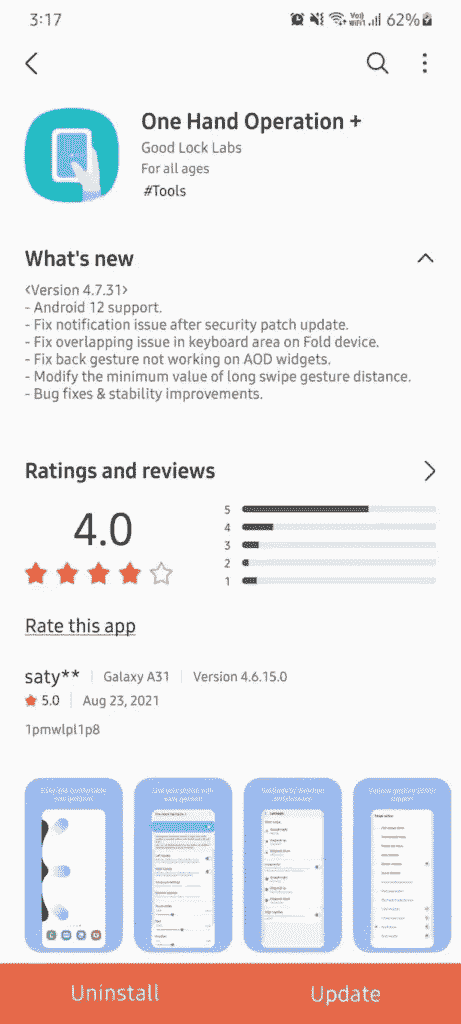 3:17
Vo)) WiFi1
62%
One Hand Operation +
Good Lock Labs
For all ages
#Tools
What's new
<Version 4.7.31>
- Android 12 support.
- Fix notification issue after security patch update.
- Fix overlapping issue in keyboard area on Fold device.
- Fix back gesture not working on AOD widgets.
- Modify the minimum value of long swipe gesture distance.
- Bug fixes & stability improvements.
Ratings and reviews
4.0
5
4
3
2
1
Rate this app
saty** Galaxy A31 Version 4.6.15.0
5.0 Aug 23, 2021
1pmwlpl1p8
Uninstall
Update